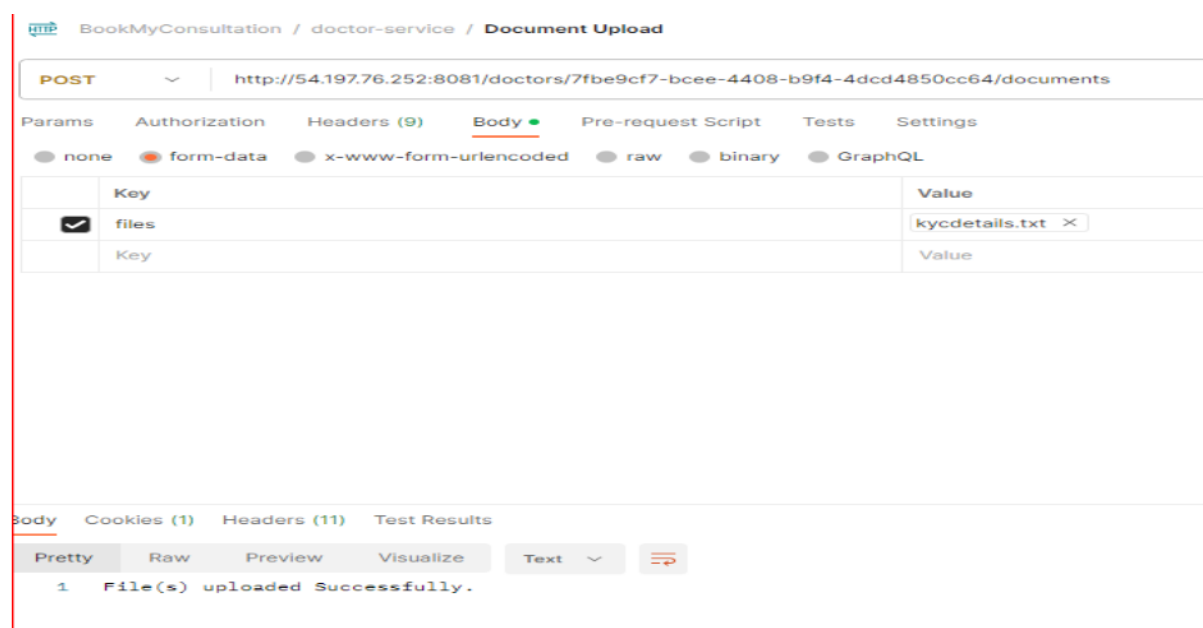 HTTP BookMyConsultation / doctor-service / Document Upload
POST http://54.197.76.252:8081/doctors/7fbe9cf7-bcee-4408-b9f4-4dcd4850cc64/documents
Params Authorization Headers (9) Body Pre-request Script Tests Settings
none form-data x-www-form-urlencoded raw binary GraphQL
Key Value
files kycdetails.txt
Key Value
Body Cookies (1) Headers (11) Test Results
Pretty Raw Preview Visualize Text
1 File(s) uploaded Successfully.